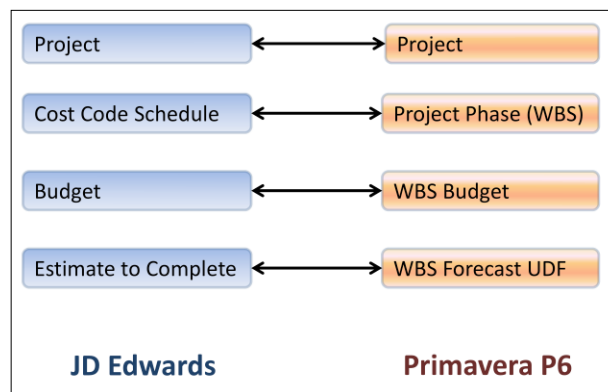 Project
Project
Cost Code Schedule
Project Phase (WBS)
Budget
WBS Budget
Estimate to Complete
WBS Forecast UDF
JD Edwards
Primavera P6